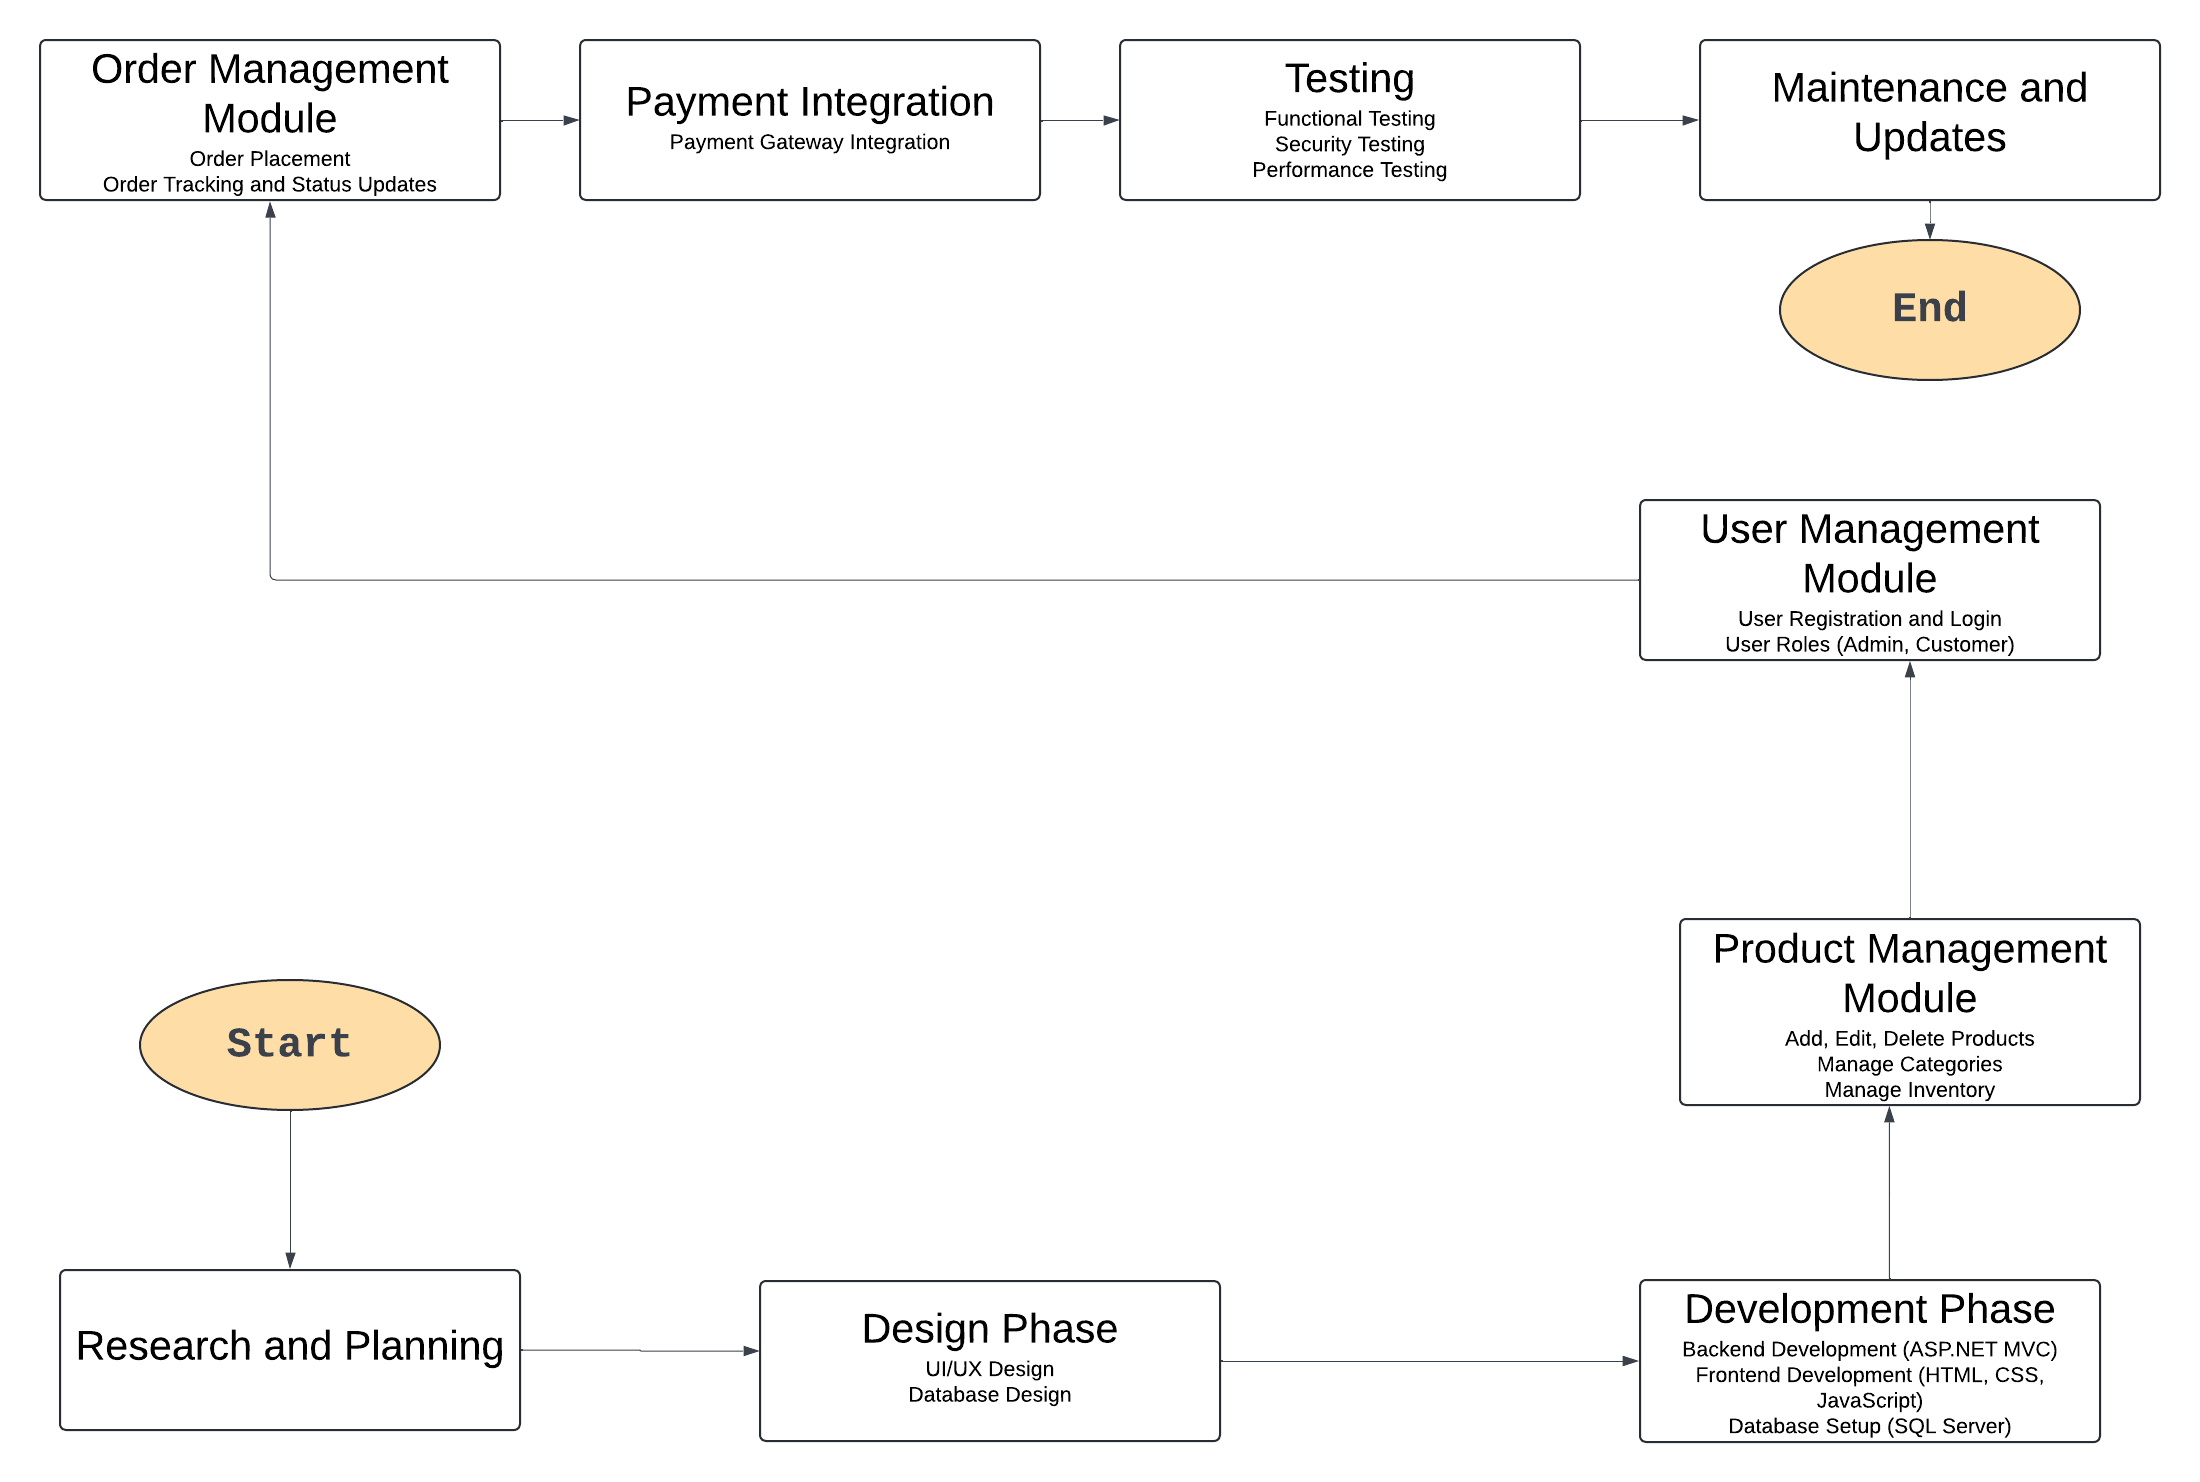 Order Management
Module
Order Placement
Order Tracking and Status Updates
Payment Integration
Payment Gateway Integration
Testing
Functional Testing
Security Testing
Performance Testing
Maintenance and
Updates
End
User Management
Module
User Registration and Login
User Roles (Admin, Customer)
Product Management
Module
Add, Edit, Delete Products
Manage Categories
Manage Inventory
Start
Research and Planning
Design Phase
UI/UX Design
Database Design
Development Phase
Backend Development (ASP.NET MVC)
Frontend Development (HTML, CSS,
JavaScript)
Database Setup (SQL Server)